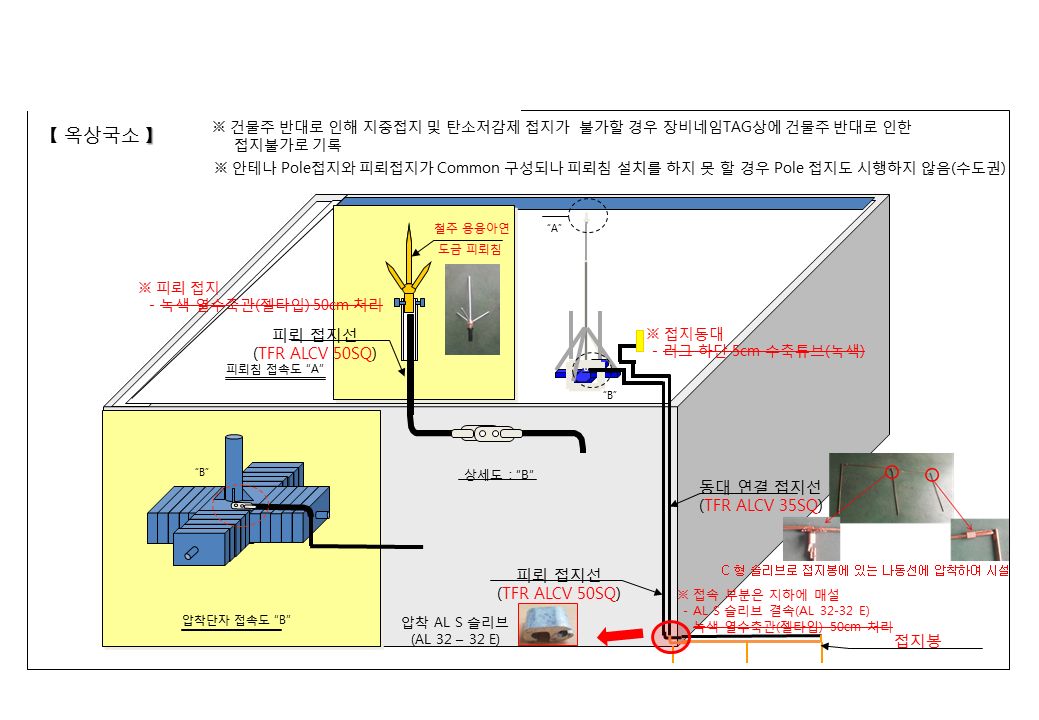 【 옥상국소 】
※ 건물주 반대로 인해 지중접지 및 탄소저감제 접지가 불가할 경우 장비네임TAG상에 건물주 반대로 인한
접지불가로 기록
※ 안테나 Pole접지와 피뢰접지가 Common 구성되나 피뢰침 설치를 하지 못 할 경우 Pole 접지도 시행하지 않음(수도권)
철주 용융아연
도금 피뢰침
“A”
※ 피뢰 접지
- 녹색 열수축관(젤타입) 50cm 처리
피뢰 접지선
(TFR ALCV 50SQ)
피뢰침 접속도 “A”
※ 접지동대
- 러그 하단 5cm 수축튜브(녹색)
“B”
“B”
상세도 : “B”
동대 연결 접지선
(TFR ALCV 35SQ)
C 형 슬리브로 접지봉에 있는 나동선에 압착하여 시설
피뢰 접지선
(TFR ALCV 50SQ)
※ 접속 부분은 지하에 매설
- AL S 슬리브 결속(AL 32-32 E)
- 녹색 열수축관(젤타입) 50cm 처리
압착단자 접속도 “B”
압착 AL S 슬리브
(AL 32 – 32 E)
접지봉